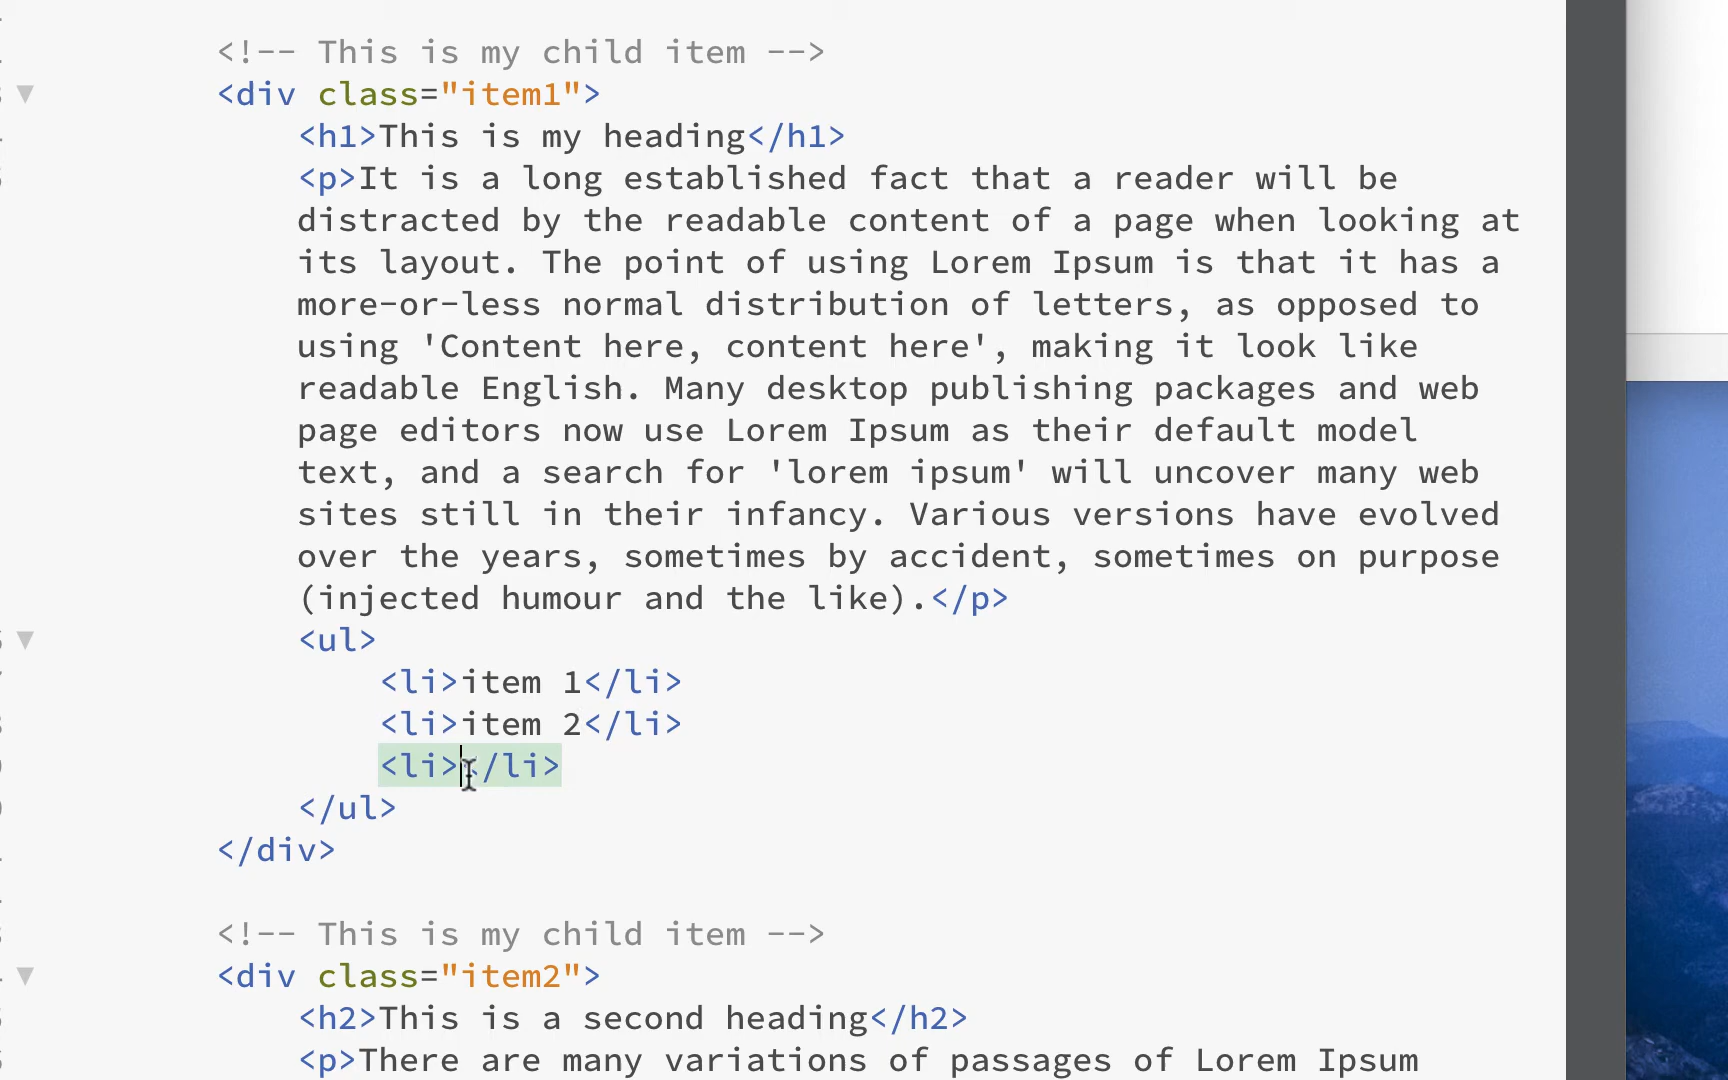 <!-- This is my child item -->
<div class="item1">
<h1>This is my heading</h1>
<p>It is a long established fact that a reader will be
distracted by the readable content of a page when looking at
its layout. The point of using Lorem Ipsum is that it has a
more-or-less normal distribution of letters, as opposed to
using 'Content here, content here', making it look like
readable English. Many desktop publishing packages and web
page editors now use Lorem Ipsum as their default model
text, and a search for 'lorem ipsum' will uncover many web
sites still in their infancy. Various versions have evolved
over the years, sometimes by accident, sometimes on purpose
(injected humour and the like).</p>
<ul>
<li>item 1</li>
<li>item 2</li>
<li></li>
</ul>
</div>
<!-- This is my child item -->
<div class="item2">
<h2>This is a second heading</h2>
<p>There are many variations of passages of Lorem Ipsum